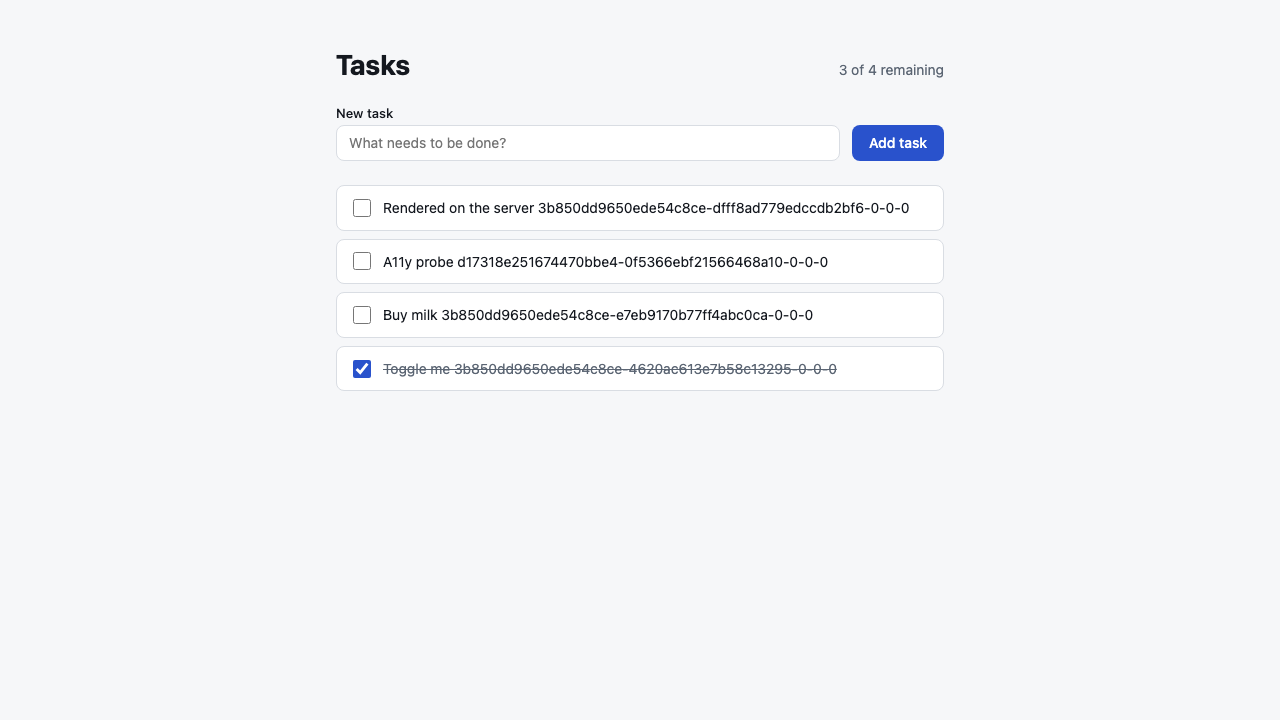 Tasks
3 of 4 remaining
New task
What needs to be done?
Add task
Rendered on the server 3b850dd9650ede54c8ce-dfff8ad779edccdb2bf6-0-0-0
A11y probe d17318e251674470bbe4-0f5366ebf21566468a10-0-0-0
Buy milk 3b850dd9650ede54c8ce-e7eb9170b77ff4abc0ca-0-0-0
Toggle me 3b850dd9650ede54c8ce-4620ac613e7b58c13295-0-0-0